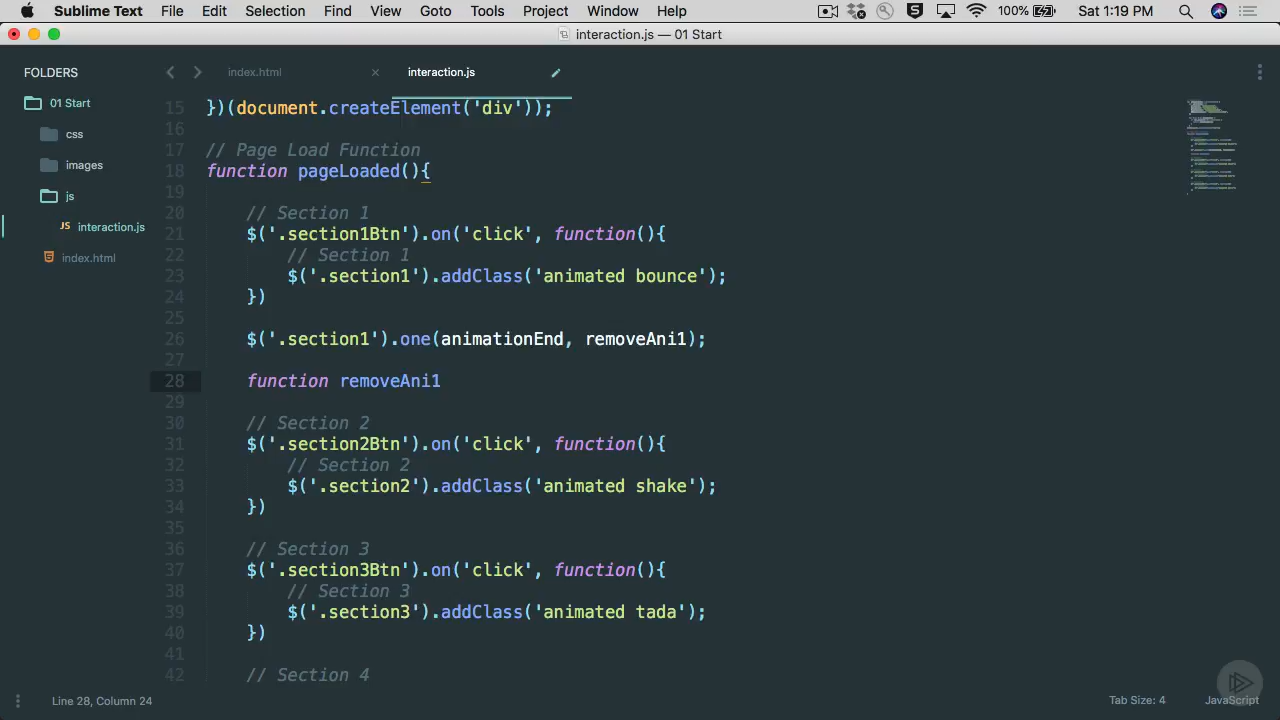 Sublime Text File Edit Selection Find View Goto Tools Project Window Help 100% Sat 1:19 PM
interaction.js — 01 Start
FOLDERS
01 Start
css
images
js
JS interaction.js
index.html
index.html × interaction.js
15 })(document.createElement('div'));
16
17 // Page Load Function
18 function pageLoaded(){
19
20 // Section 1
21 $('.section1Btn').on('click', function(){
22 // Section 1
23 $('.section1').addClass('animated bounce');
24 })
25
26 $('.section1').one(animationEnd, removeAni1);
27
28 function removeAni1
29
30 // Section 2
31 $('.section2Btn').on('click', function(){
32 // Section 2
33 $('.section2').addClass('animated shake');
34 })
35
36 // Section 3
37 $('.section3Btn').on('click', function(){
38 // Section 3
39 $('.section3').addClass('animated tada');
40 })
41
42 // Section 4
Line 28, Column 24 Tab Size: 4 JavaScript